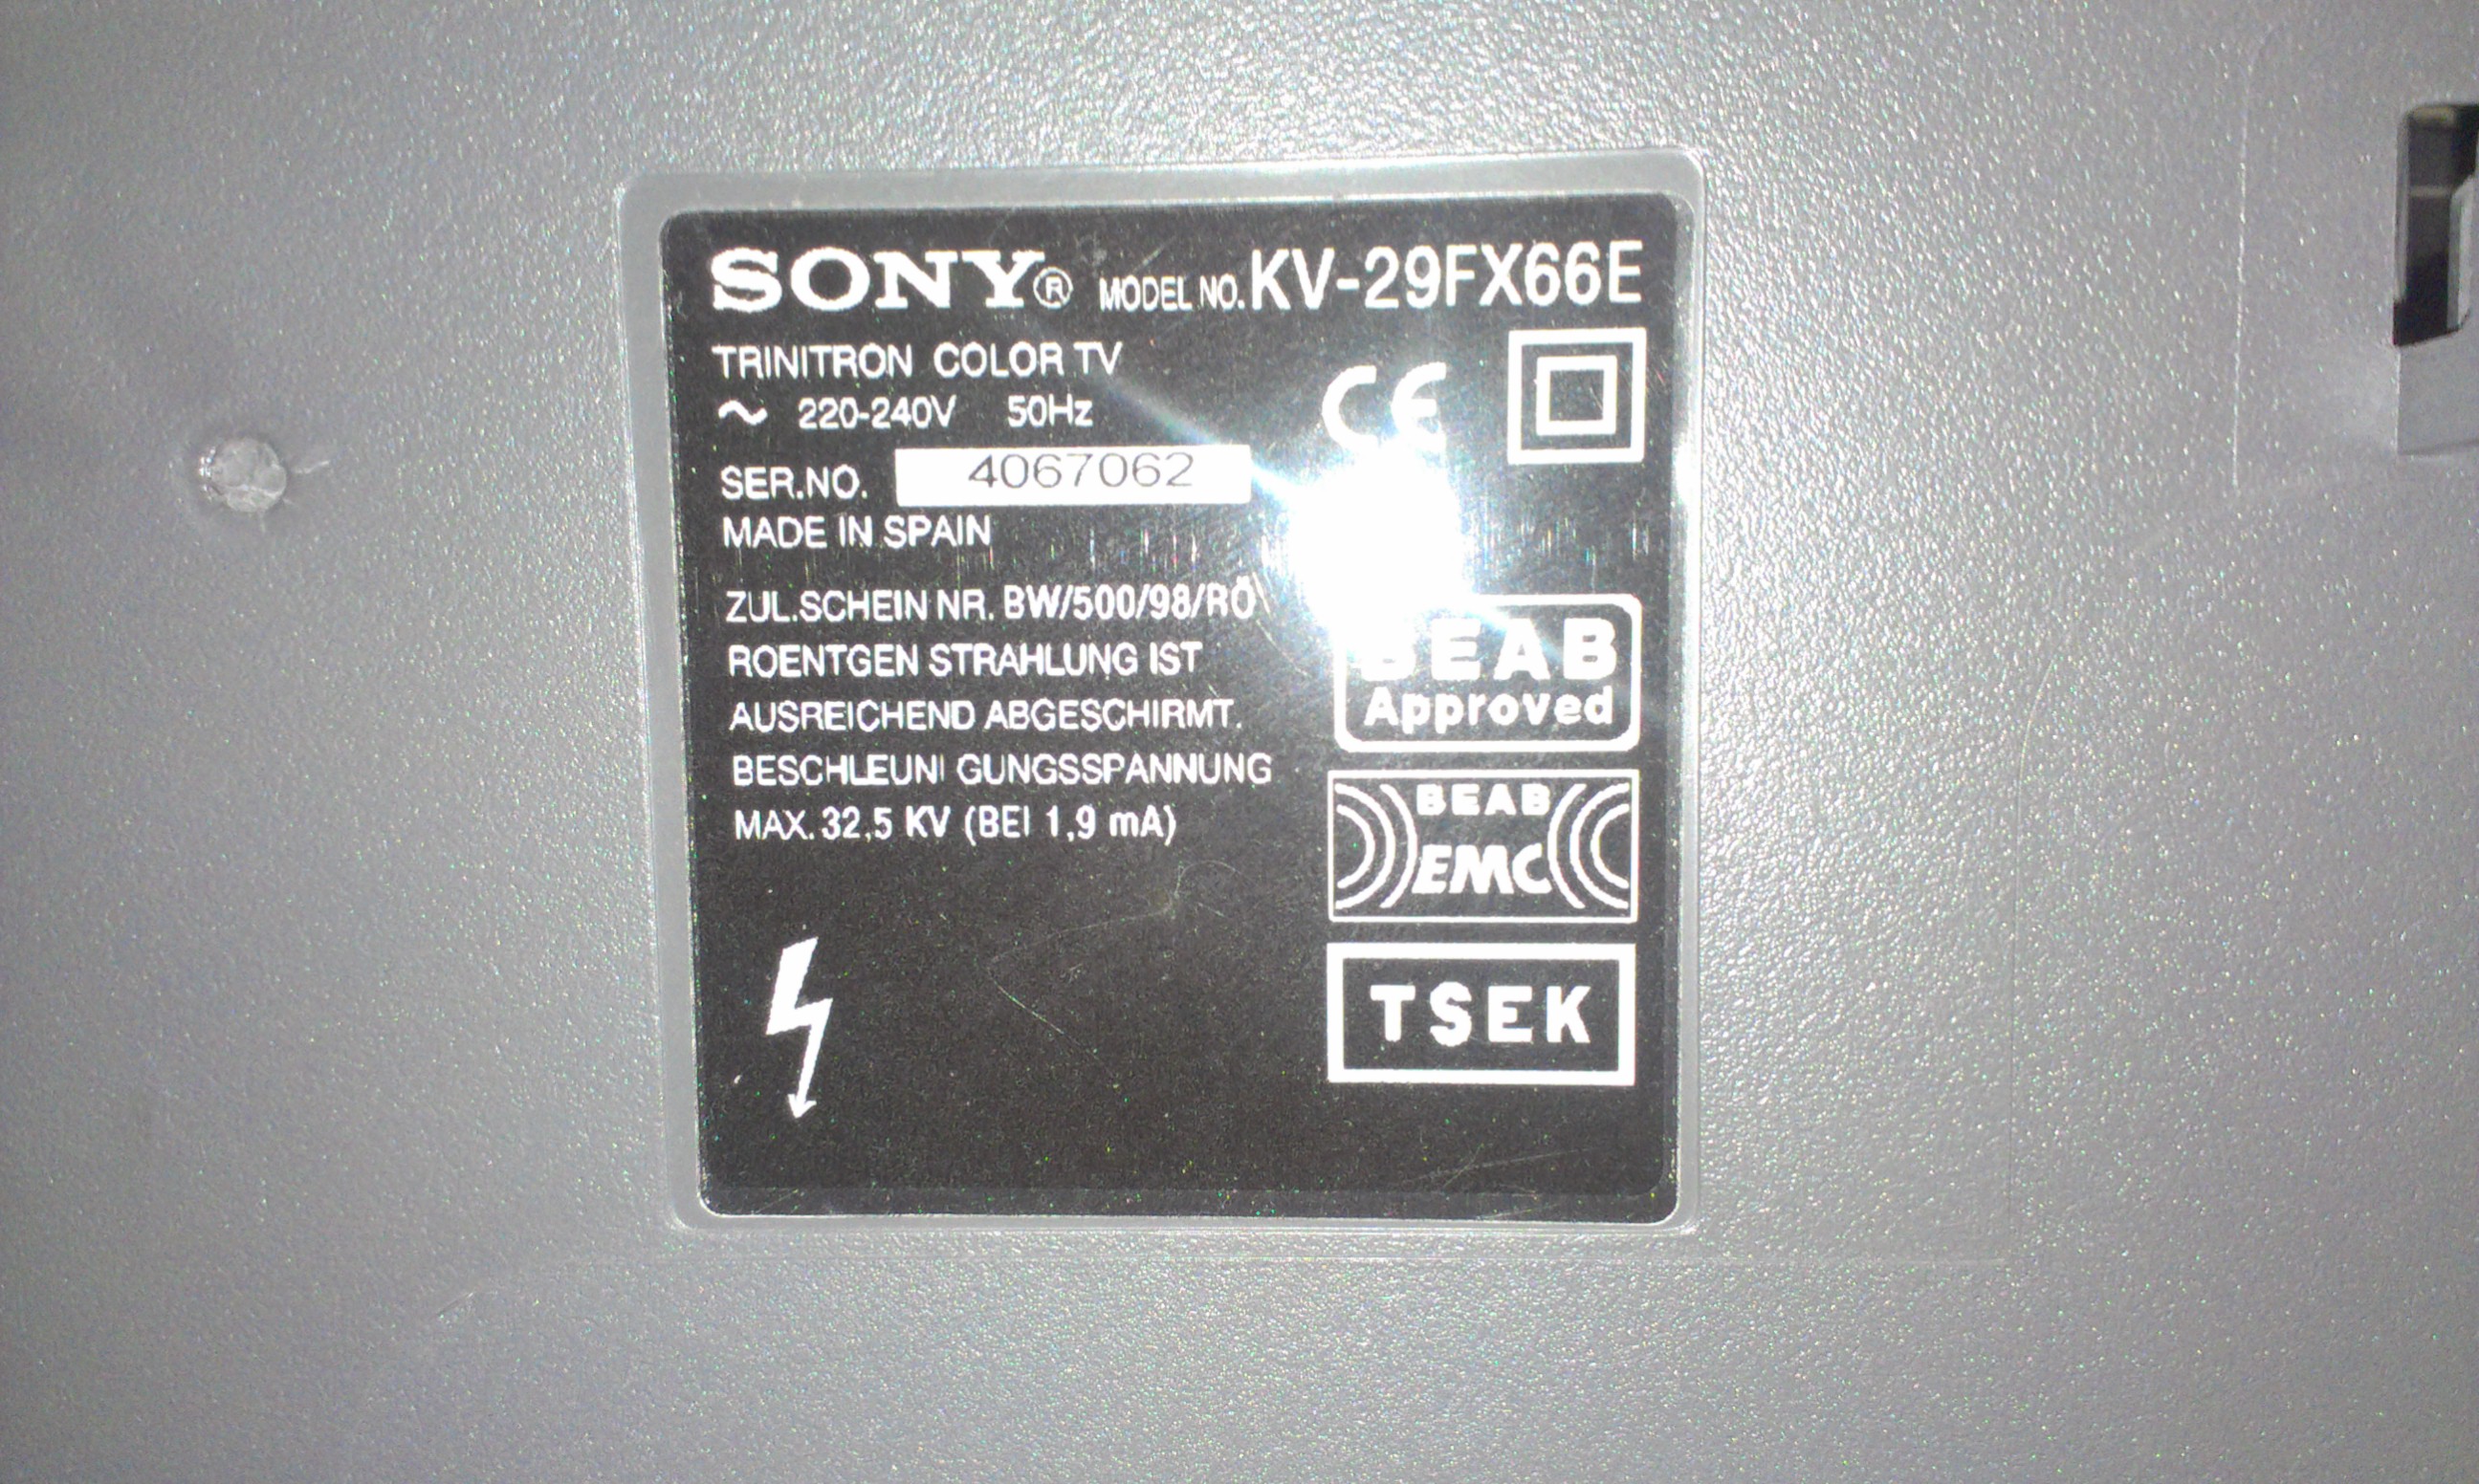 SONY® MODEL NO. KV-29FX66E
TRINITRON COLOR TV
~ 220-240V 50Hz
CE
SER.NO. 4067062
MADE IN SPAIN
ZUL.SCHEIN NR. BW/500/98/RÖ
ROENTGEN STRAHLUNG IST
AUSREICHEND ABGESCHIRMT.
BESCHLEUNI GUNGSSPANNUNG
MAX. 32,5 KV (BEI 1,9 mA)
BEAB
Approved
BEAB
EMC
TSEK